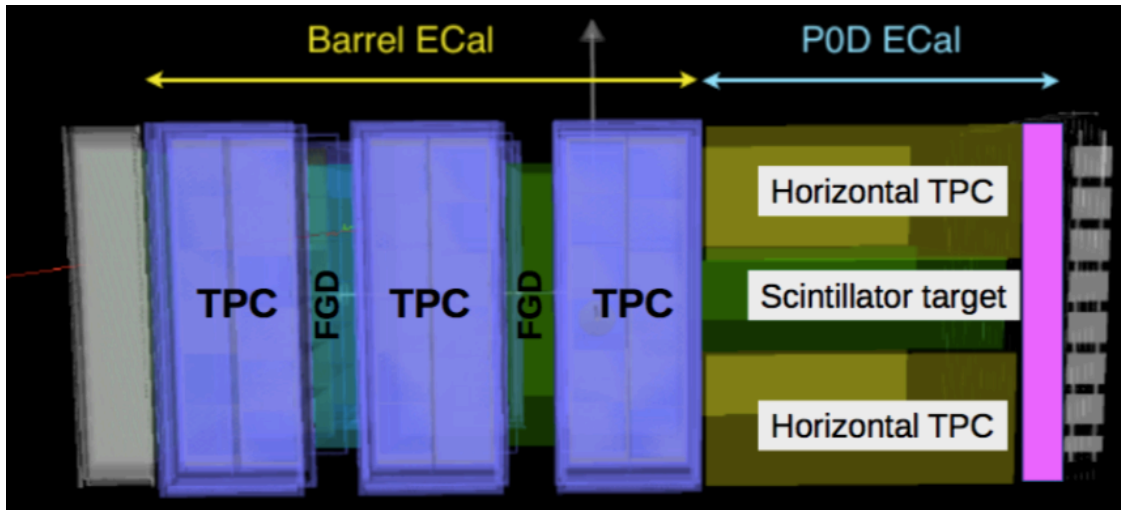 Barrel ECal
P0D ECal
Horizontal TPC
TPC
FGD
TPC
FGD
TPC
Scintillator target
Horizontal TPC